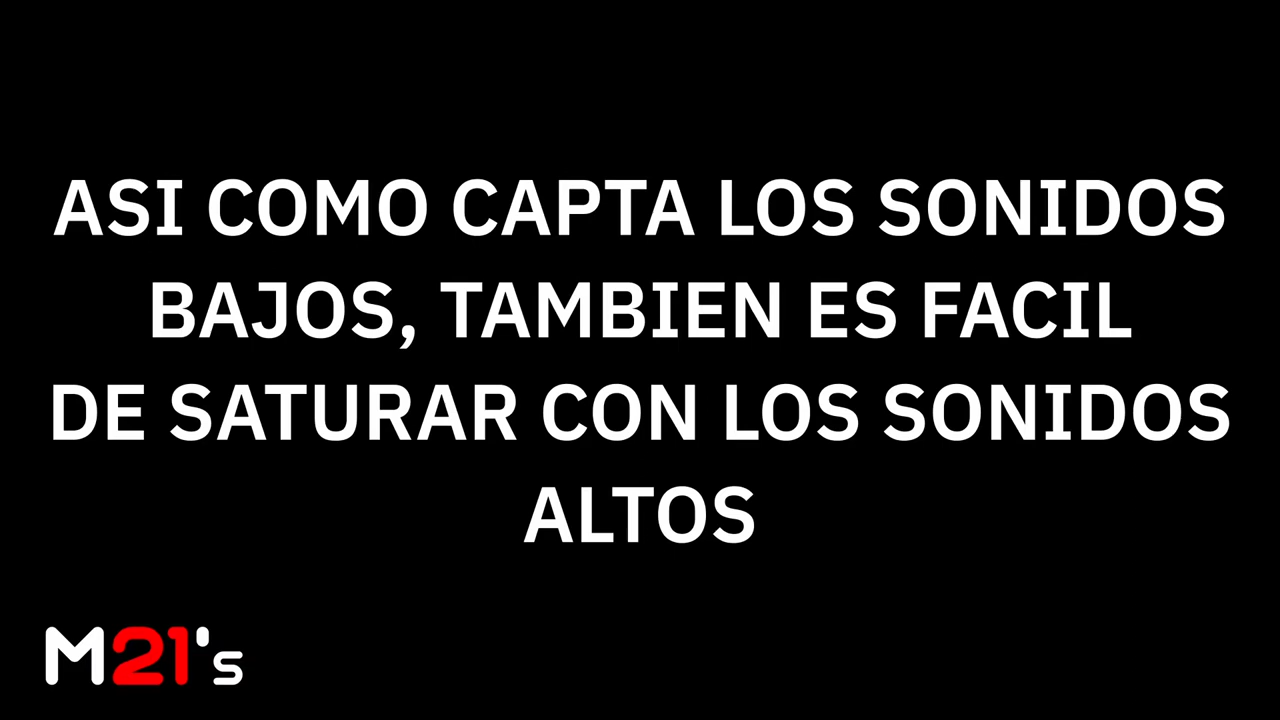 ASI COMO CAPTA LOS SONIDOS
BAJOS, TAMBIEN ES FACIL
DE SATURAR CON LOS SONIDOS
ALTOS
M21's